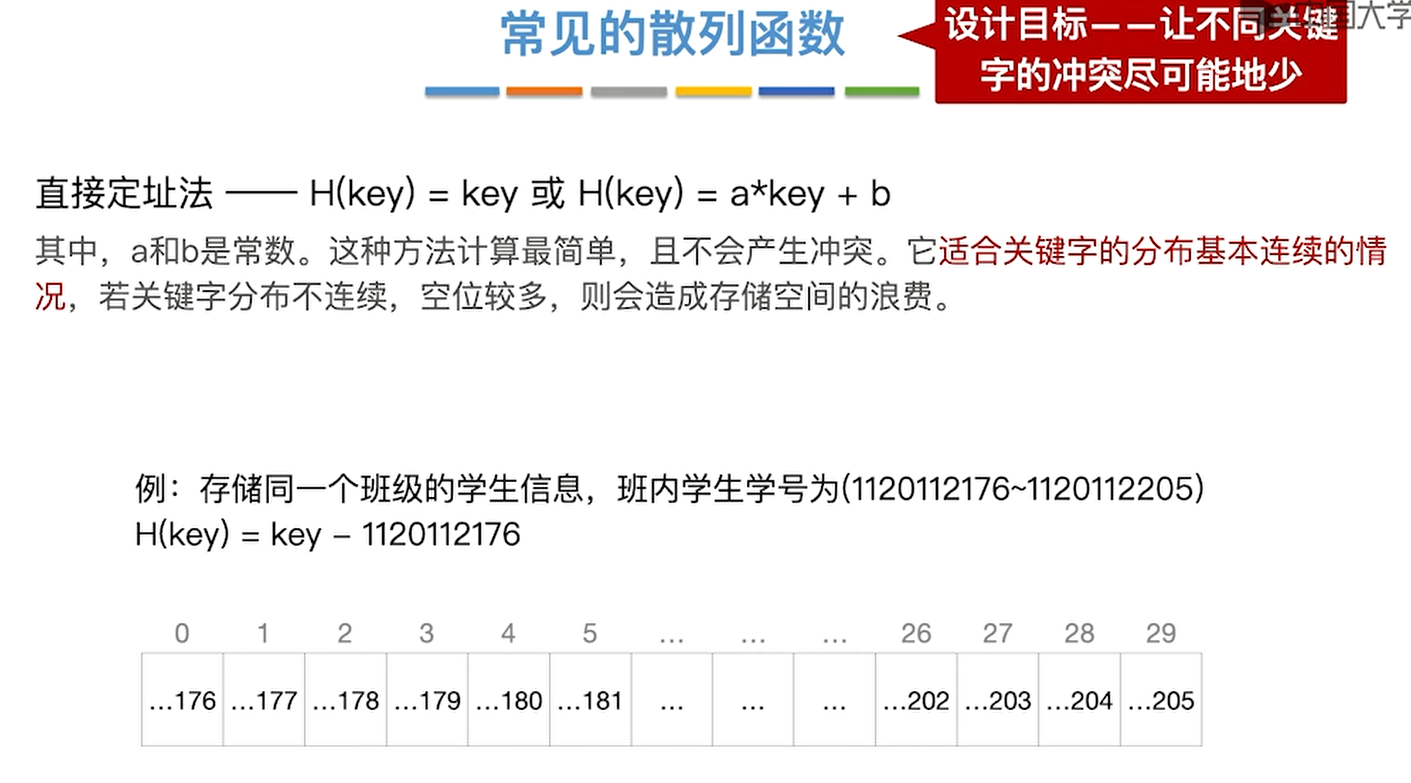 常见的散列函数
设计目标——让不同关键
字的冲突尽可能地少
国大学
直接定址法 —— H(key) = key 或 H(key) = a*key + b
其中，a和b是常数。这种方法计算最简单，且不会产生冲突。它适合关键字的分布基本连续的情
况，若关键字分布不连续，空位较多，则会造成存储空间的浪费。
例：存储同一个班级的学生信息，班内学生学号为(1120112176~1120112205)
H(key) = key – 1120112176
0 1 2 3 4 5 ... ... ... 26 27 28 29
...176 ...177 ...178 ...179 ...180 ...181 ... ... ... ...202 ...203 ...204 ...205